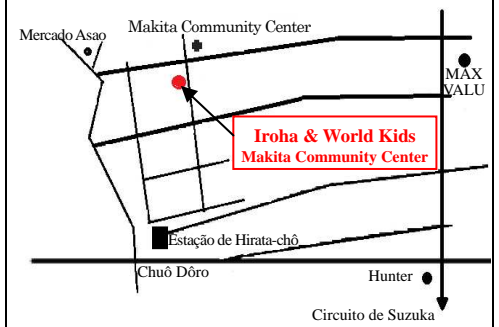 Makita Community Center
Mercado Asao
MAX
VALU
Iroha & World Kids
Makita Community Center
Estação de Hirata-chô
Chuô Dôro
Hunter
Circuito de Suzuka